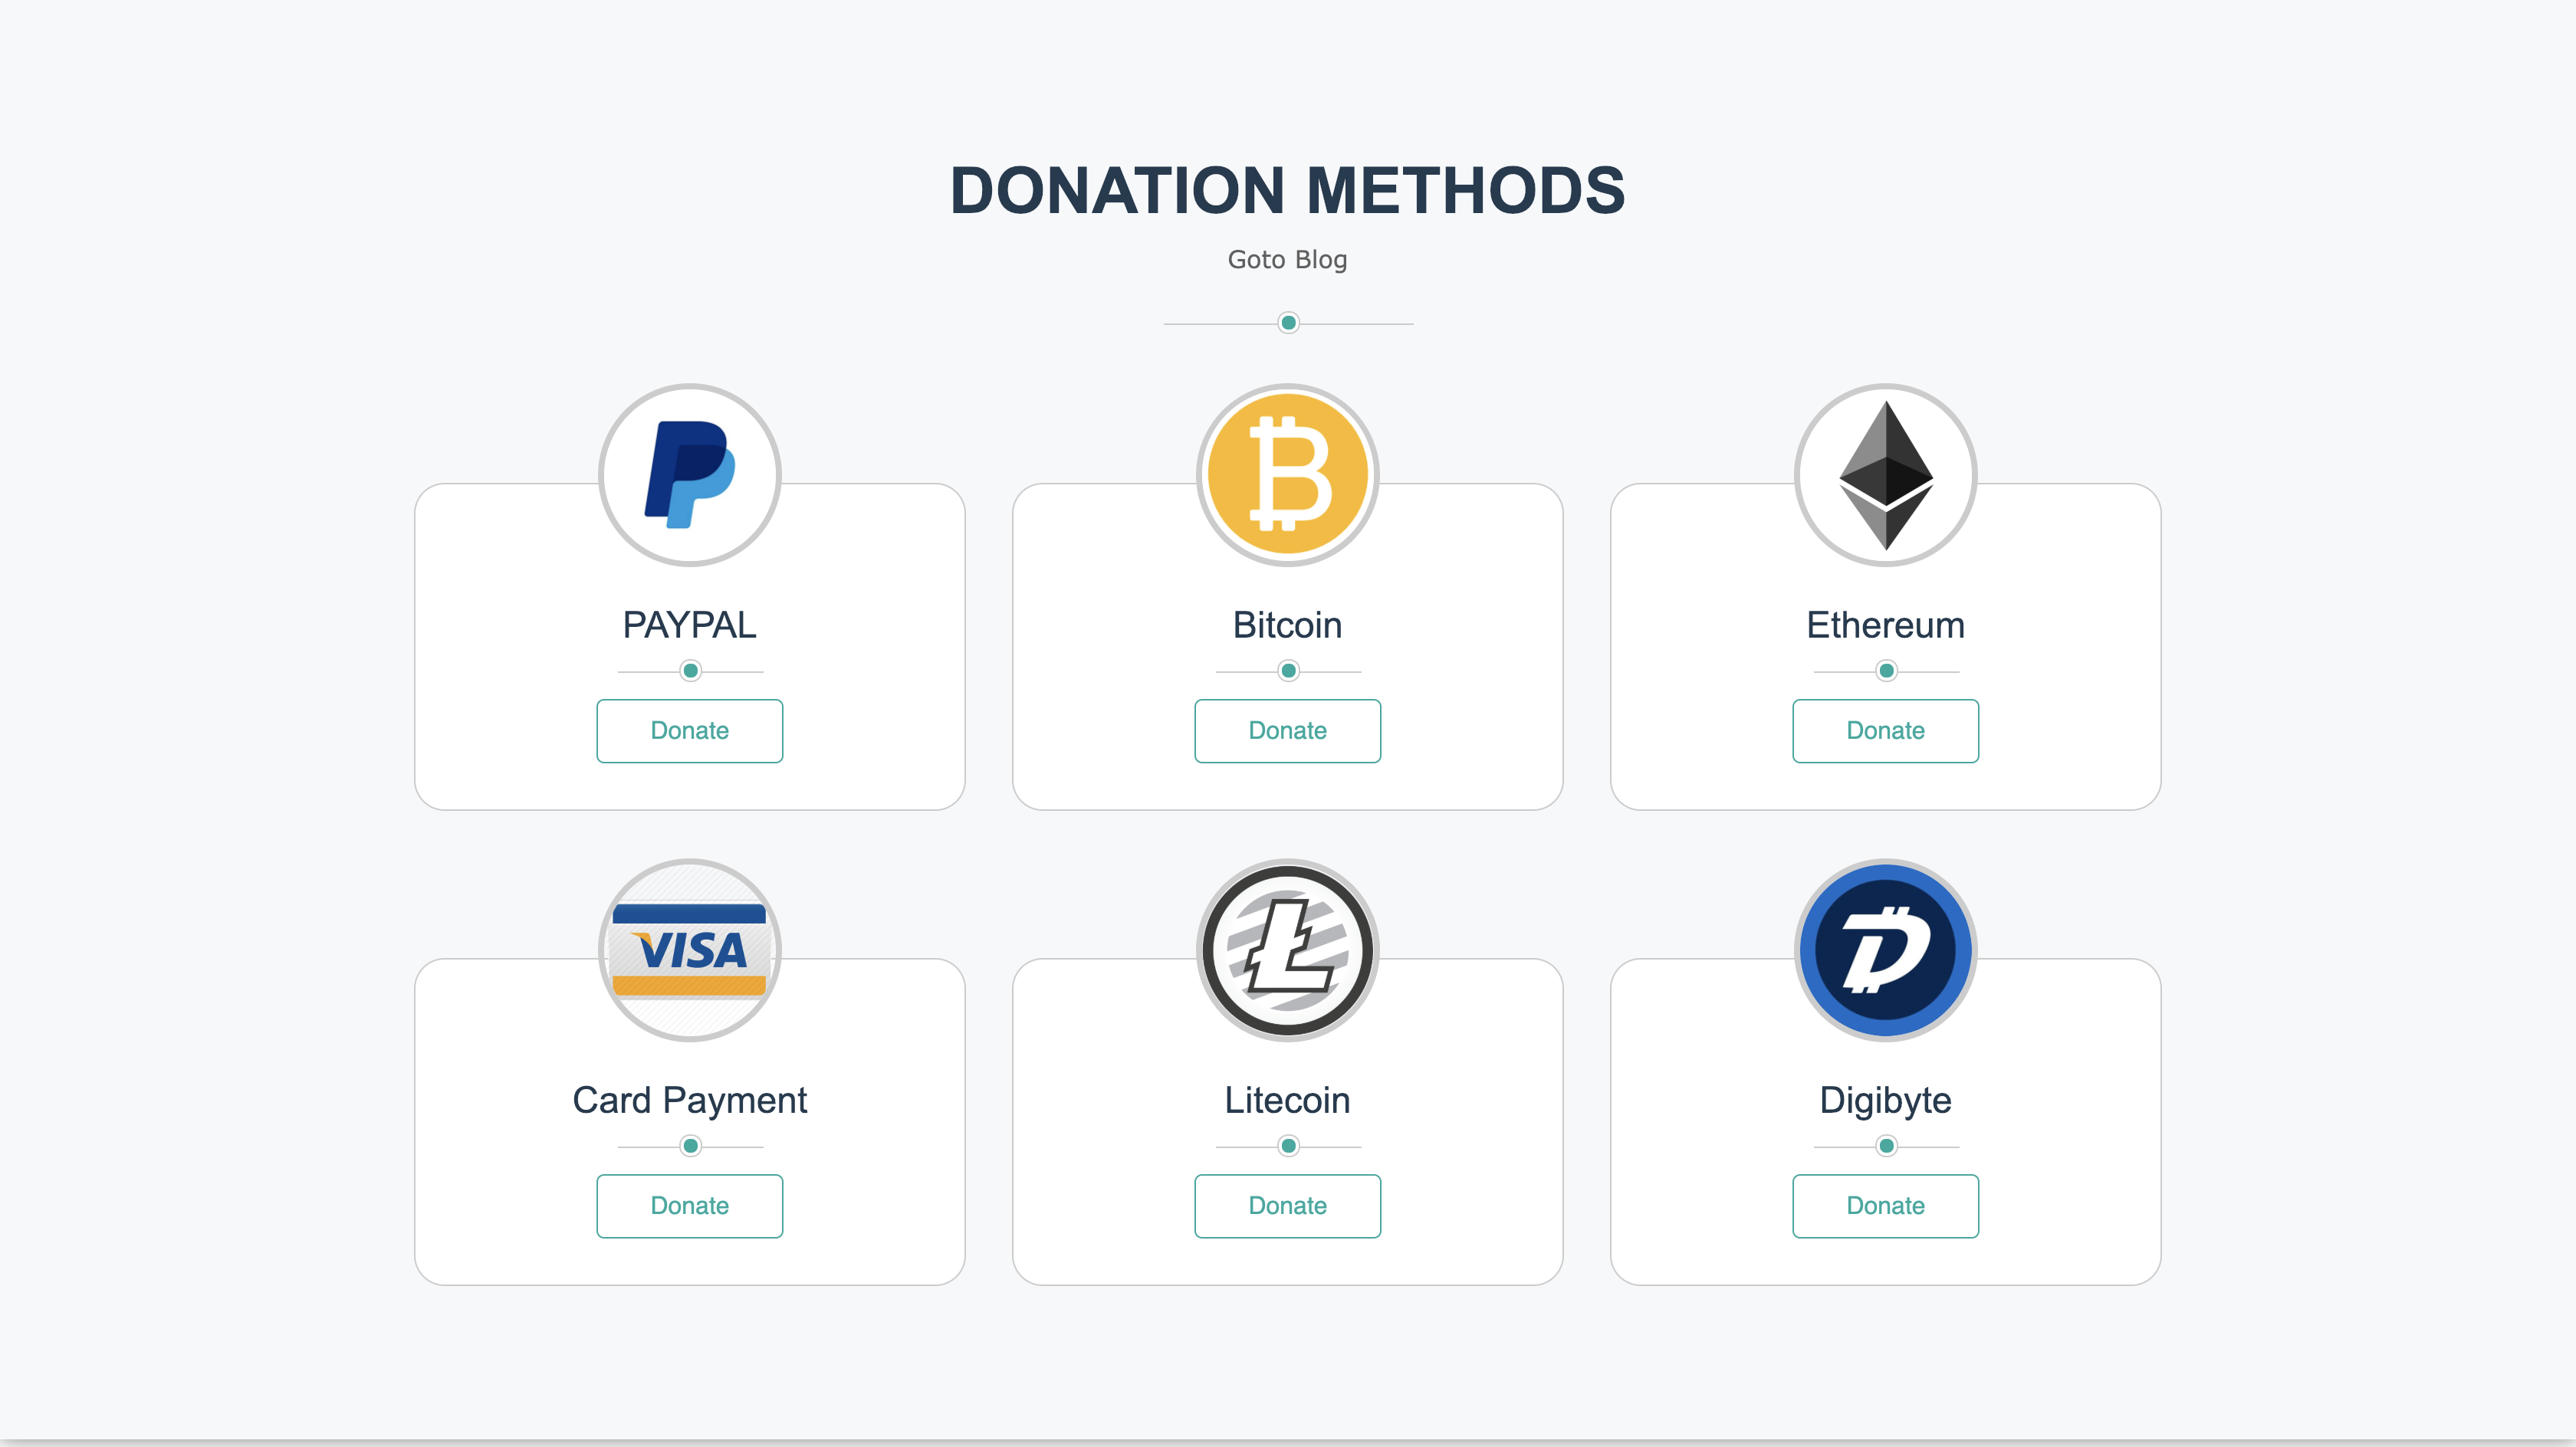 DONATION METHODS
Goto Blog
PAYPAL
Bitcoin
Ethereum
Donate
Donate
Donate
VISA
Card Payment
Litecoin
Digibyte
Donate
Donate
Donate